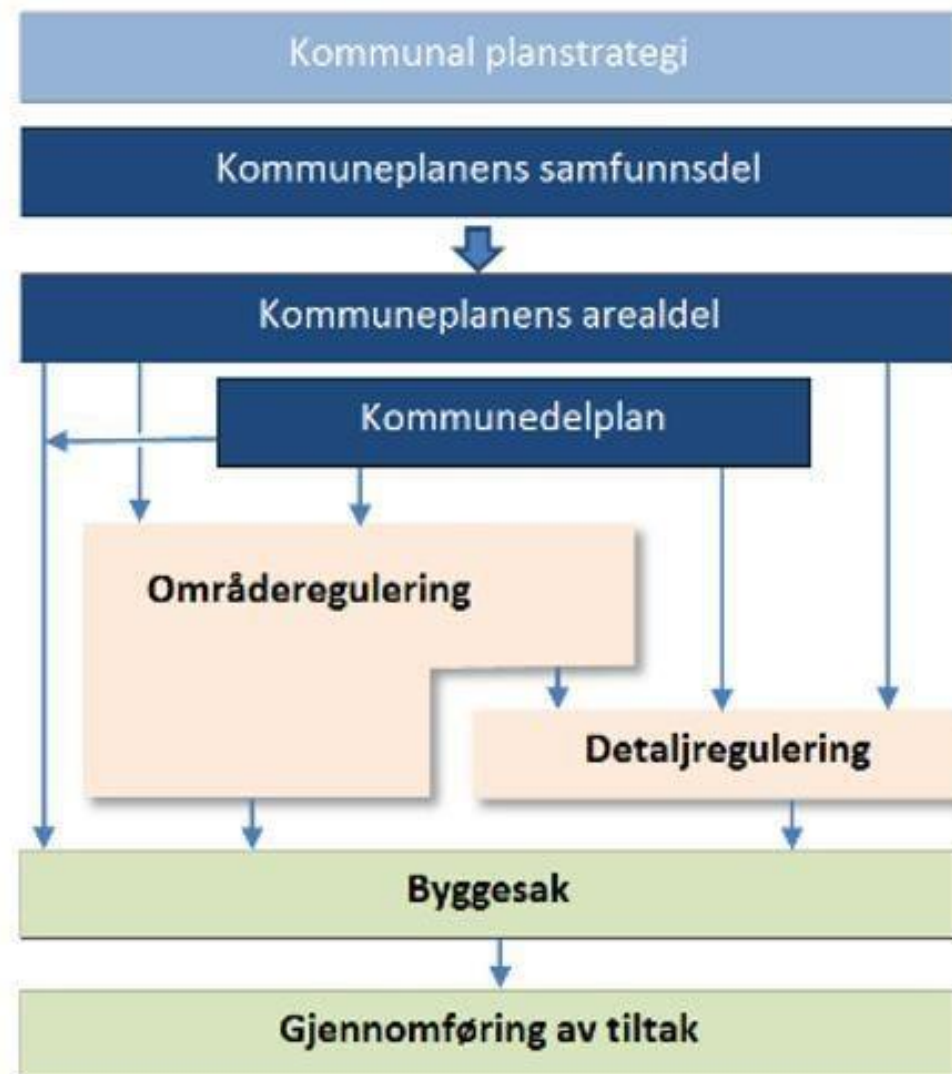 Kommunal planstrategi
Kommuneplanens samfunnsdel
Kommuneplanens arealdel
Kommunedelplan
Områderegulering
Detaljregulering
Byggesak
Gjennomføring av tiltak